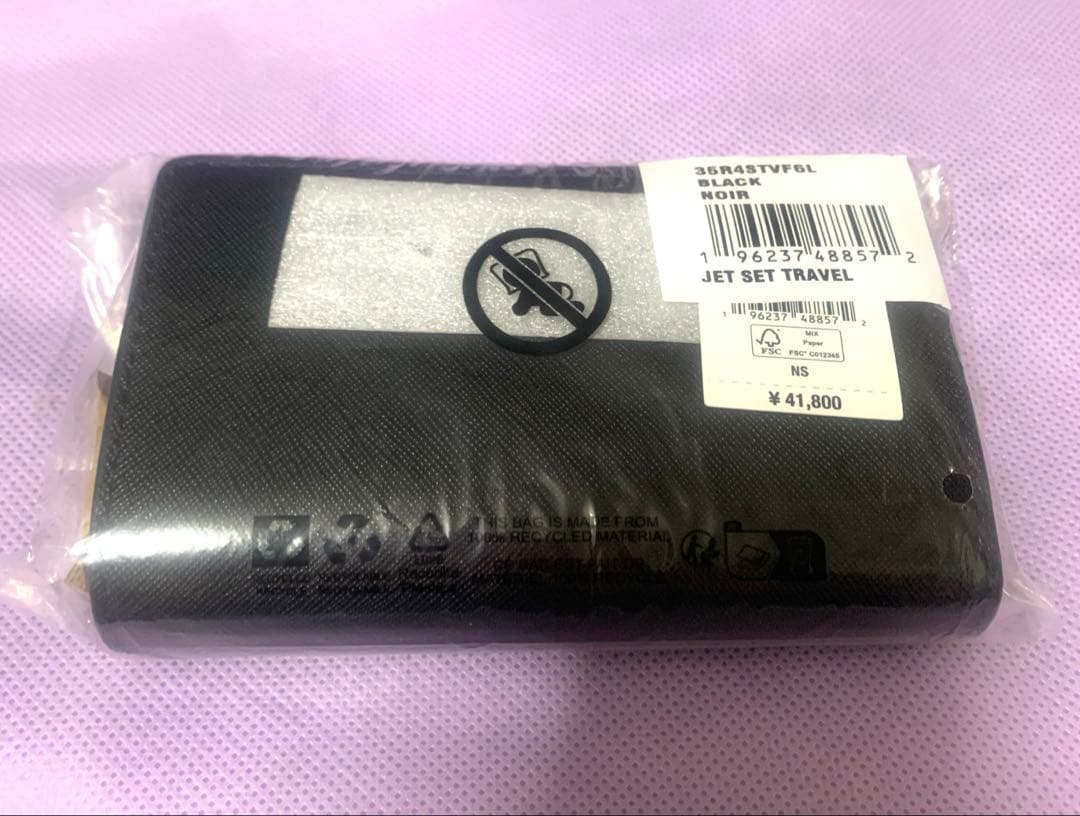 35R4STVF6L
BLACK
NOIR
1 96237 48857 2
JET SET TRAVEL
1 96237 48857 2
FSC
MIX
Paper
FSC® C012345
NS
¥ 41,800
THIS BAG IS MADE FROM
100% RECYCLED MATERIAL